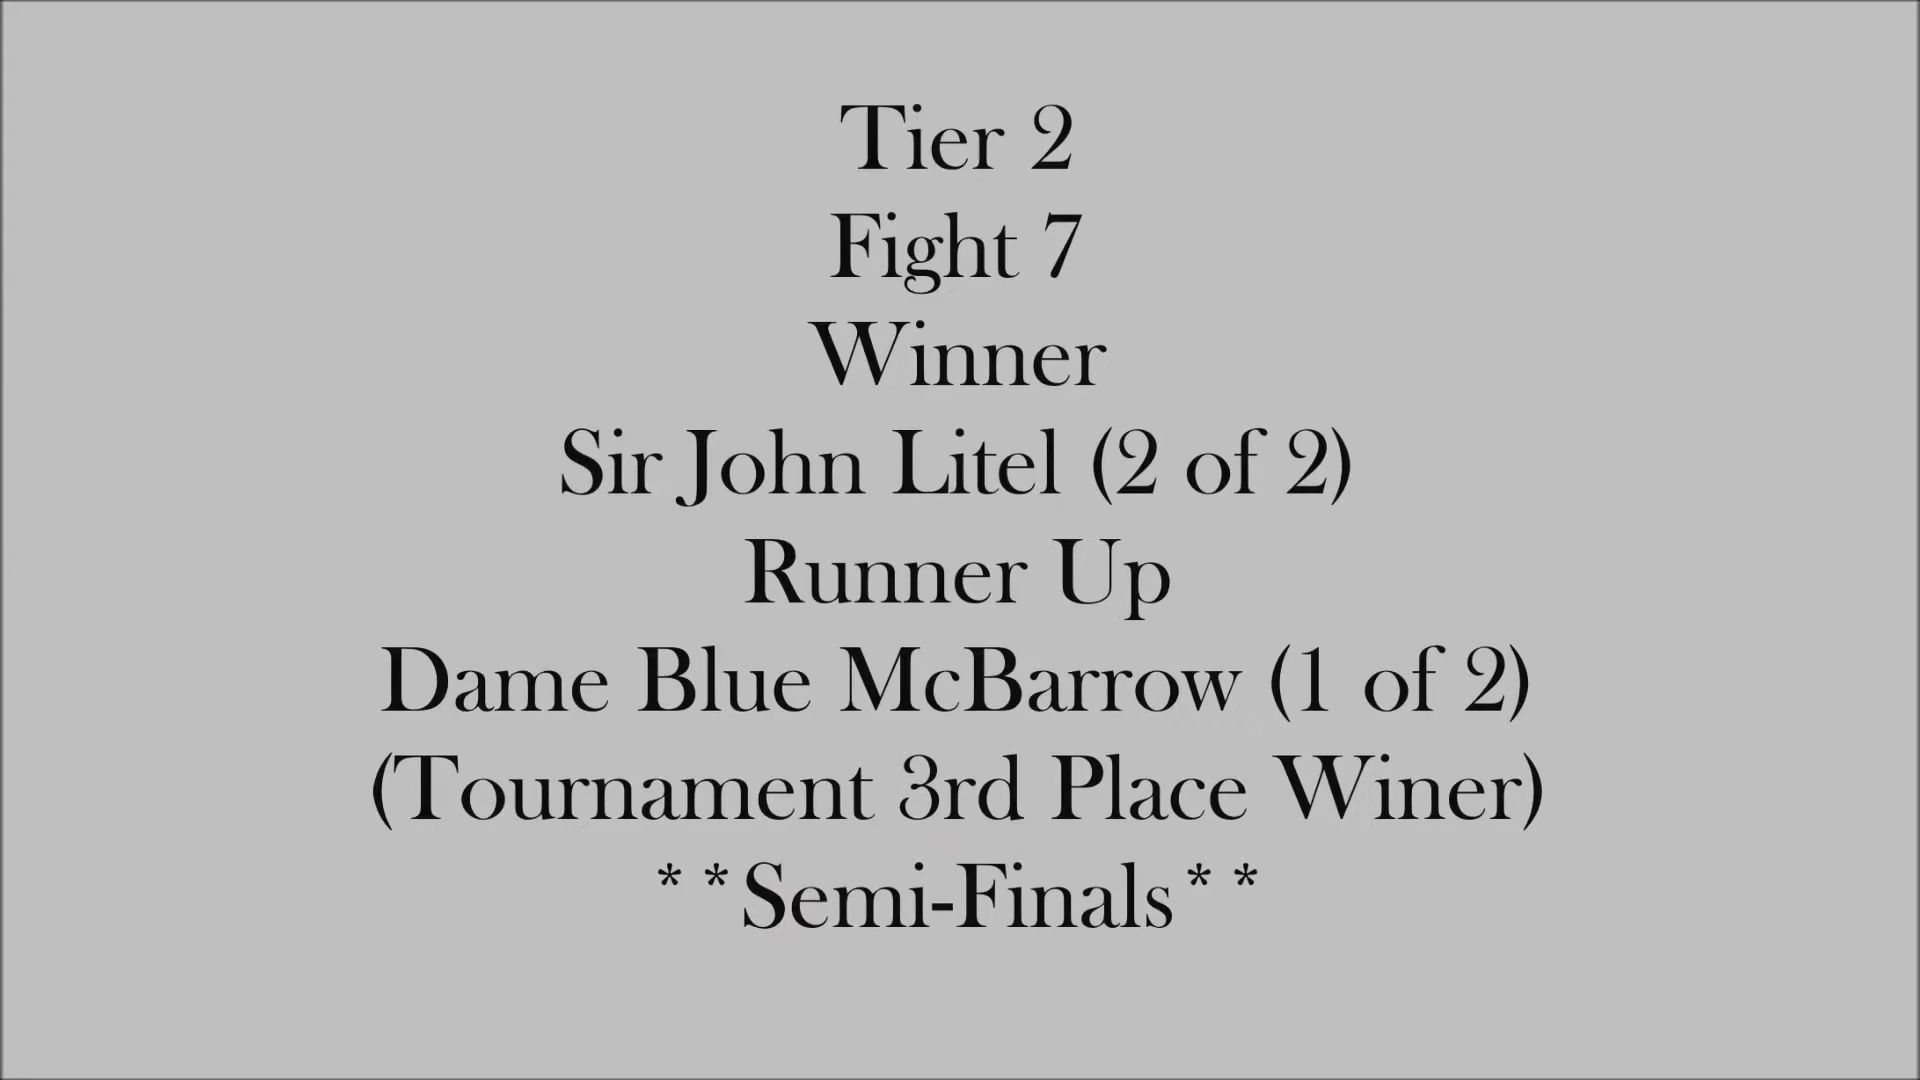 Tier 2
Fight 7
Winner
Sir John Litel (2 of 2)
Runner Up
Dame Blue McBarrow (1 of 2)
(Tournament 3rd Place Winer)
**Semi-Finals**